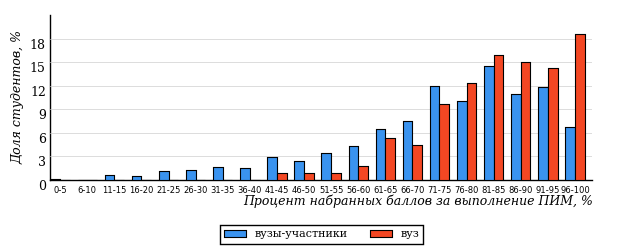 Доля студентов, %
18
15
12
9
6
3
0
0-5 6-10 11-15 16-20 21-25 26-30 31-35 36-40 41-45 46-50 51-55 56-60 61-65 66-70 71-75 76-80 81-85 86-90 91-95 96-100
Процент набранных баллов за выполнение ПИМ, %
вузы-участники вуз